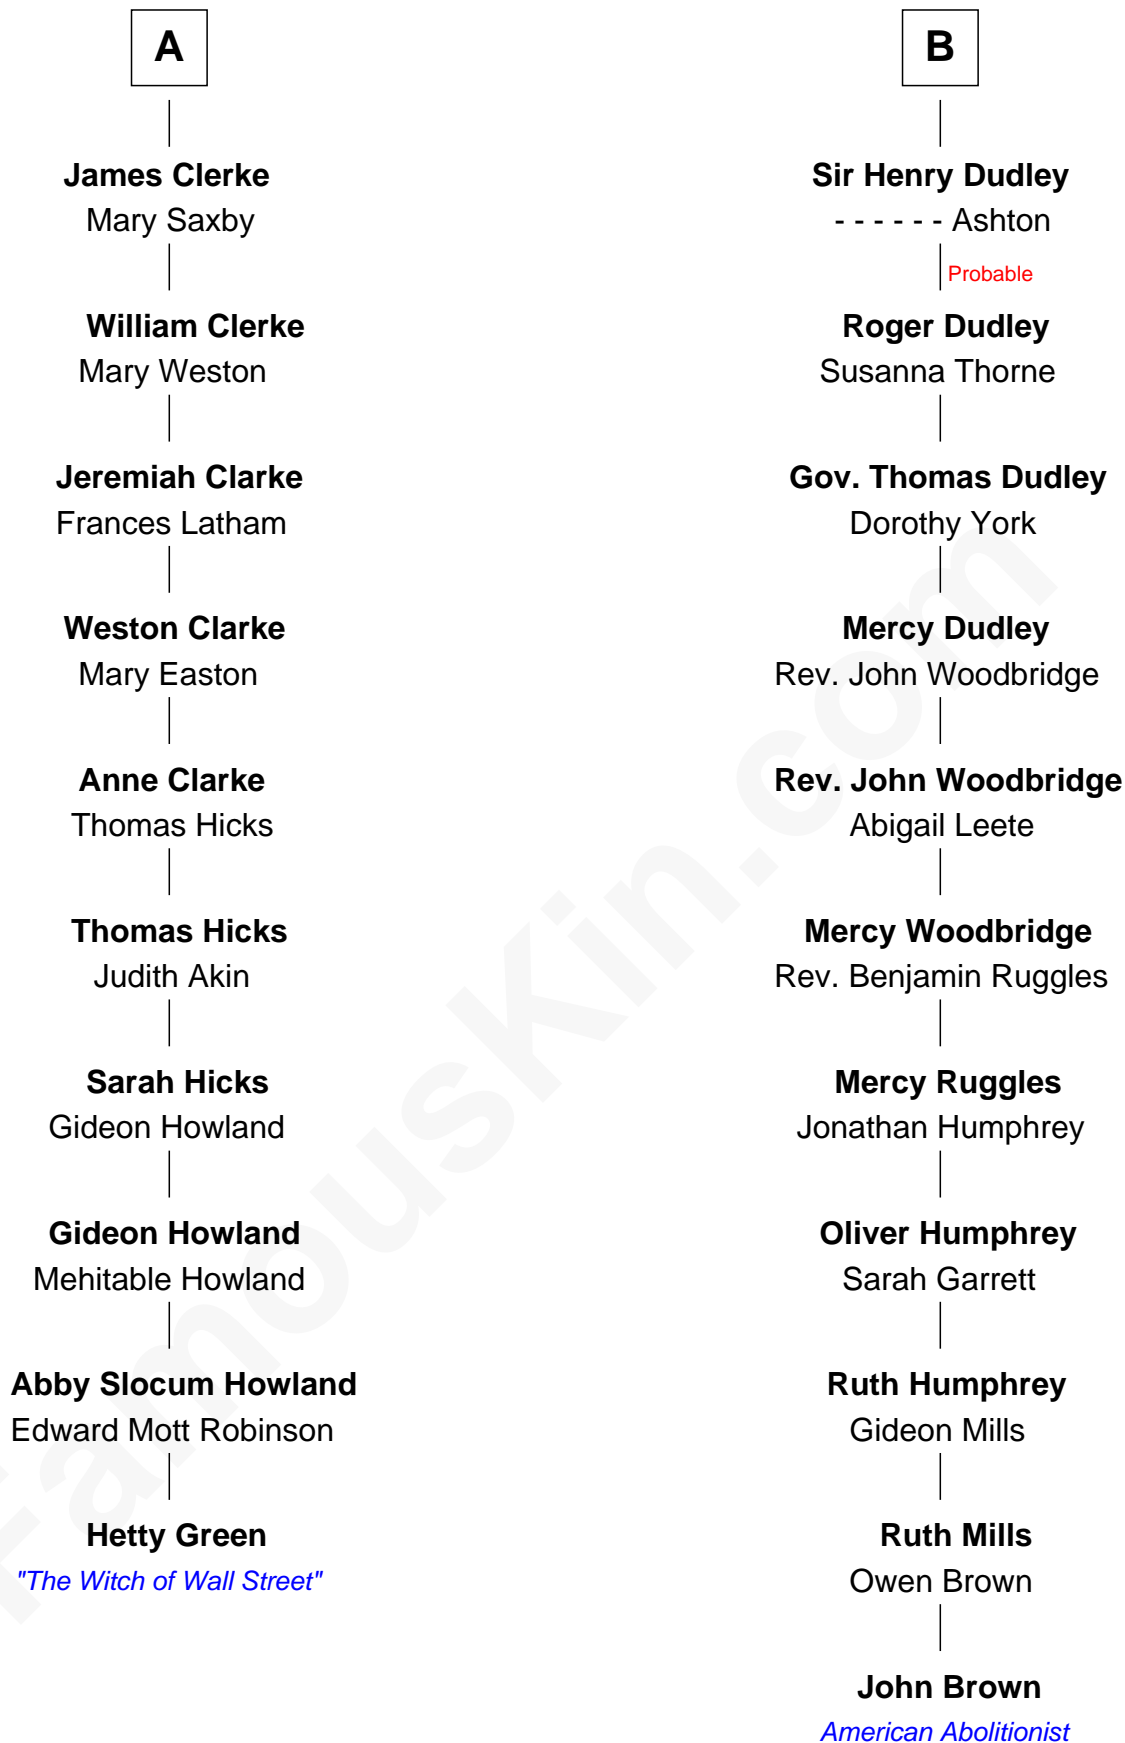 A
James Clerke
Mary Saxby
William Clerke
Mary Weston
Jeremiah Clarke
Frances Latham
Weston Clarke
Mary Easton
Anne Clarke
Thomas Hicks
Thomas Hicks
Judith Akin
Sarah Hicks
Gideon Howland
Gideon Howland
Mehitable Howland
Abby Slocum Howland
Edward Mott Robinson
Hetty Green
"The Witch of Wall Street"
B
Sir Henry Dudley
- - - - - - Ashton
Probable
Roger Dudley
Susanna Thorne
Gov. Thomas Dudley
Dorothy York
Mercy Dudley
Rev. John Woodbridge
Rev. John Woodbridge
Abigail Leete
Mercy Woodbridge
Rev. Benjamin Ruggles
Mercy Ruggles
Jonathan Humphrey
Oliver Humphrey
Sarah Garrett
Ruth Humphrey
Gideon Mills
Ruth Mills
Owen Brown
John Brown
American Abolitionist
FamousKin.com